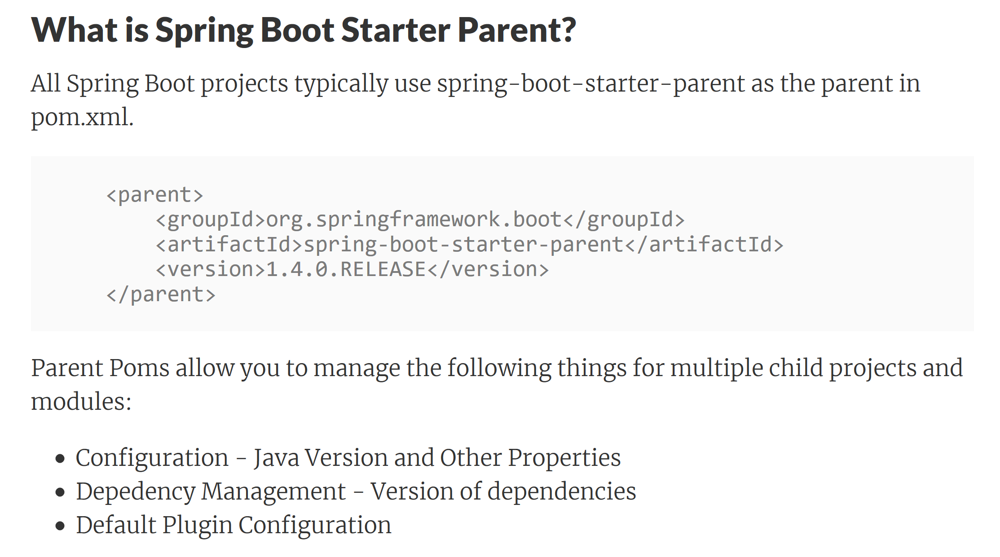 What is Spring Boot Starter Parent?
All Spring Boot projects typically use spring-boot-starter-parent as the parent in
pom.xml.
<parent>
<groupId>org.springframework.boot</groupId>
<artifactId>spring-boot-starter-parent</artifactId>
<version>1.4.0.RELEASE</version>
</parent>
Parent Poms allow you to manage the following things for multiple child projects and
modules:
• Configuration - Java Version and Other Properties
• Depedency Management - Version of dependencies
• Default Plugin Configuration